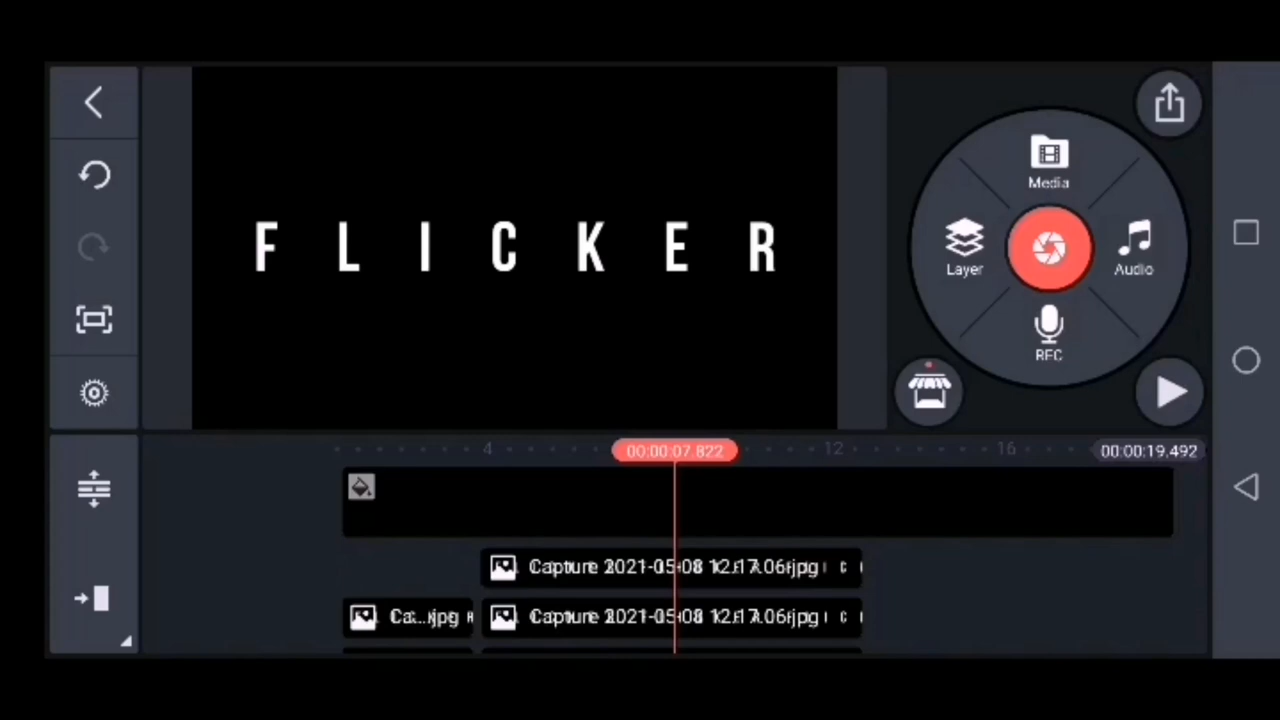 F L I C K E R
Media
Layer
Audio
REC
4
00:00:07.822
12
16
00:00:19.492
Capture 2021-05-08 12.17.06.jpg
Ca...jpg
Capture 2021-05-08 12.17.06.jpg